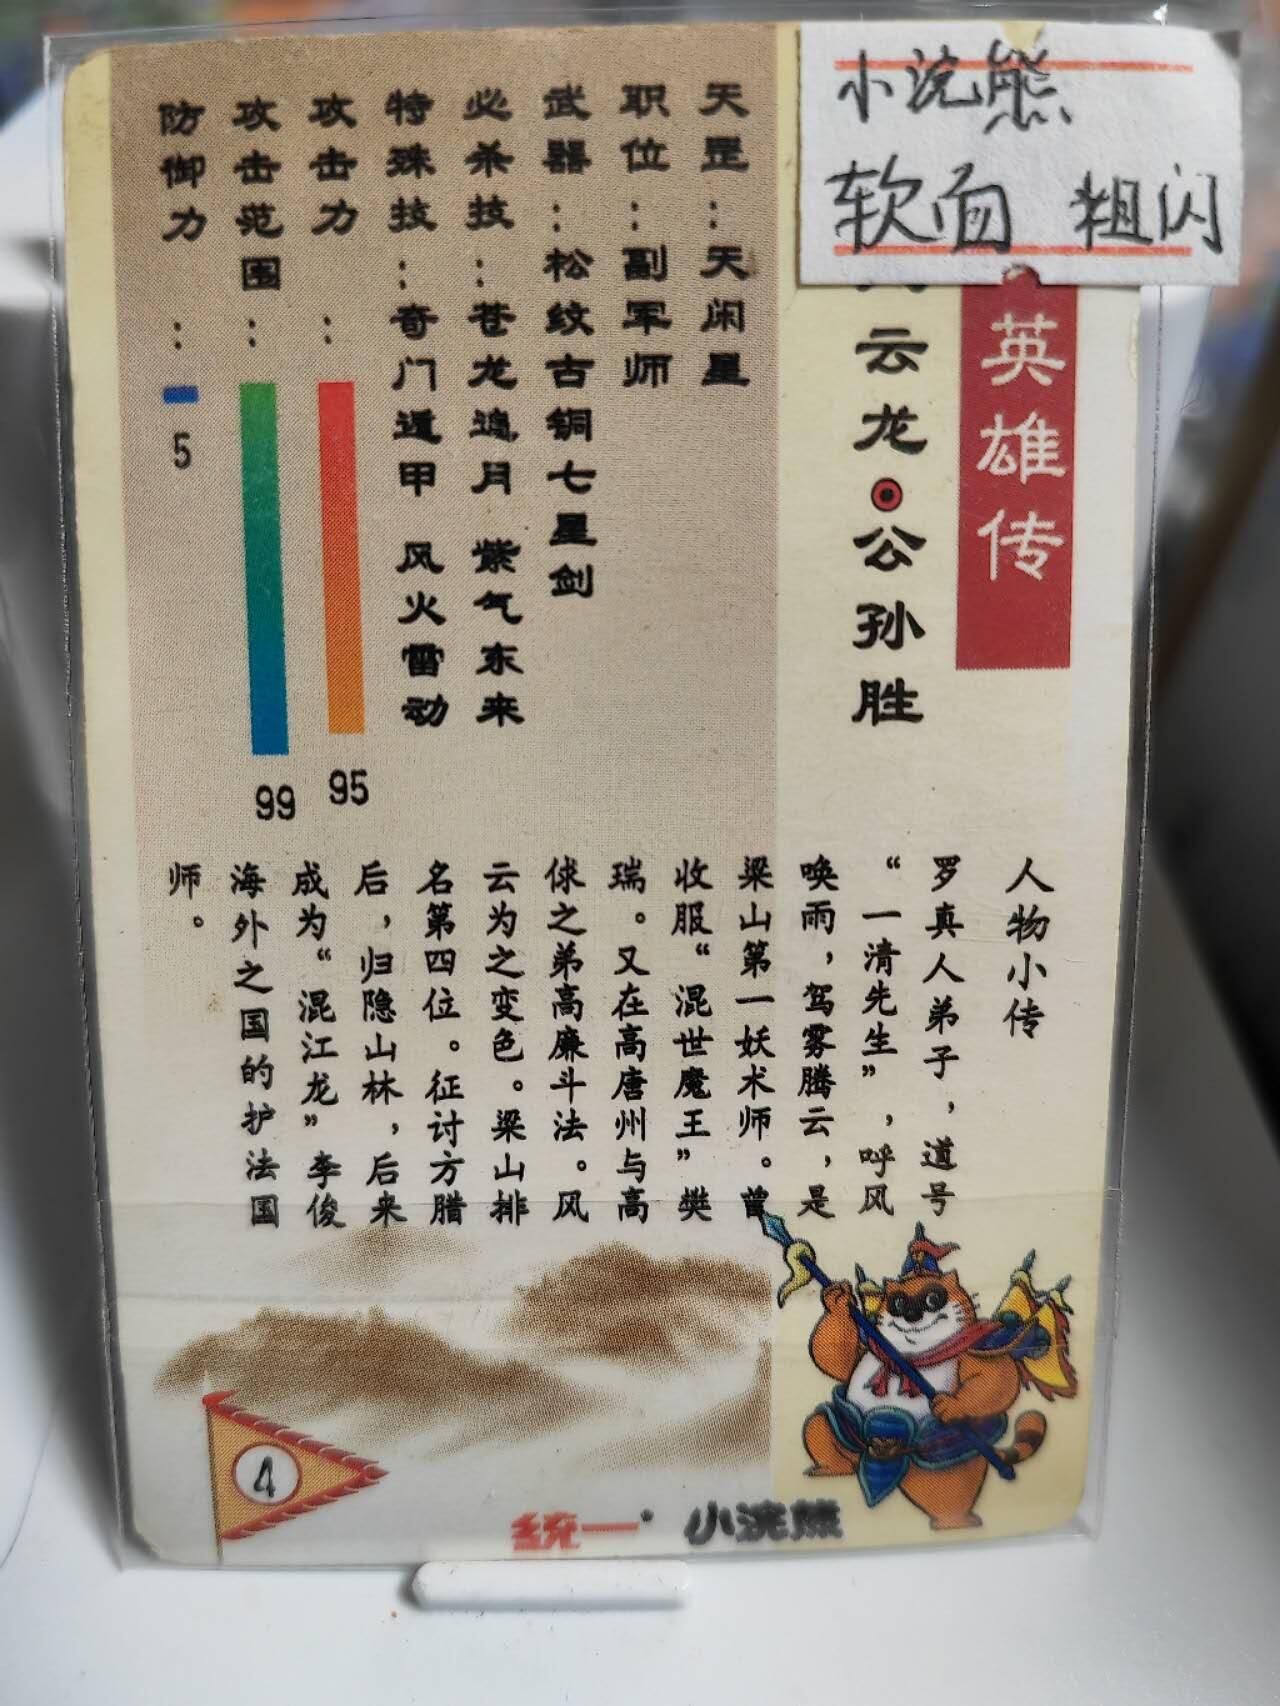 小浣熊
软面 粗闪
英雄传
云龙·公孙胜
天罡：天闲星
职位：副军师
武器：松纹古铜七星剑
必杀技：苍龙追月 紫气东来
特殊技：奇门遁甲 风火雷动
攻击力：
95
攻击范围：
99
防御力：
5
人物小传
罗真人弟子，道号
“一清先生”，呼风
唤雨，驾雾腾云，是
梁山第一妖术师。曾
收服“混世魔王”樊
瑞。又在高唐州与高
俅之弟高廉斗法。风
云为之变色。梁山排
名第四位。征讨方腊
后，归隐山林，后来
成为“混江龙”李俊
海外之国的护法国
师。
4
統一 小浣熊